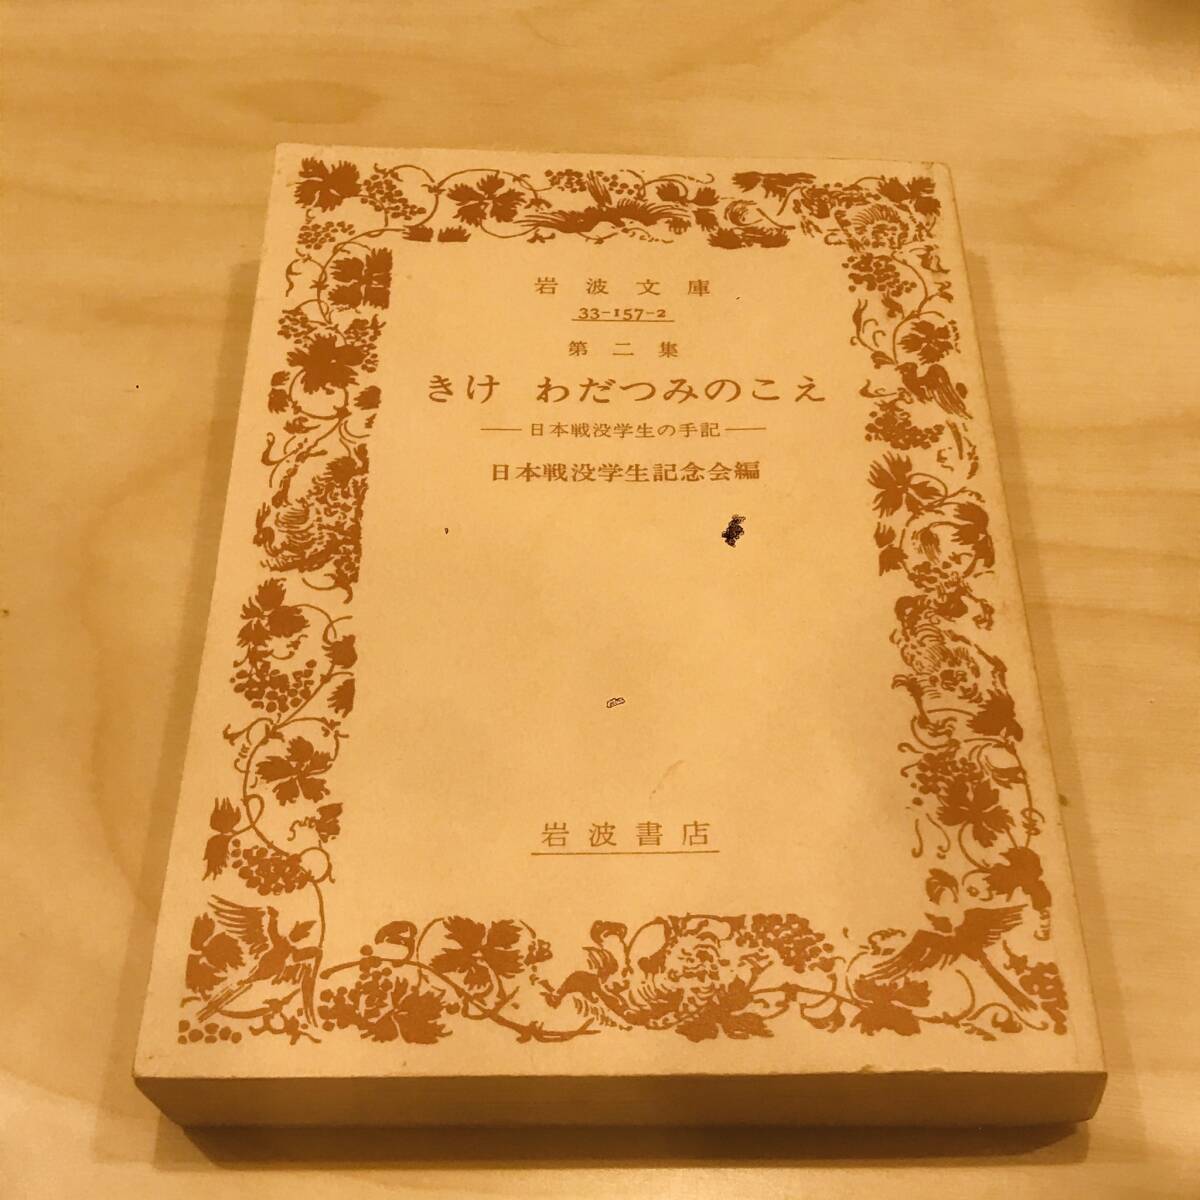 岩波文庫
33-157-2
第二集
きけ わだつみのこえ
—日本戦没学生の手記—
日本戦没学生記念会編
岩波書店